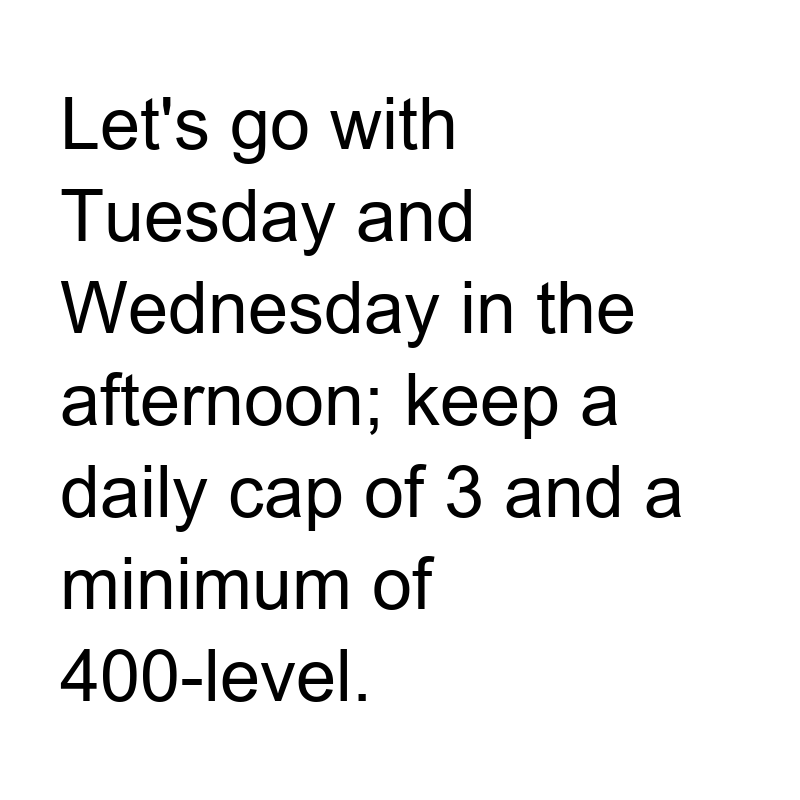 Let's go with
Tuesday and
Wednesday in the
afternoon; keep a
daily cap of 3 and a
minimum of
400-level.